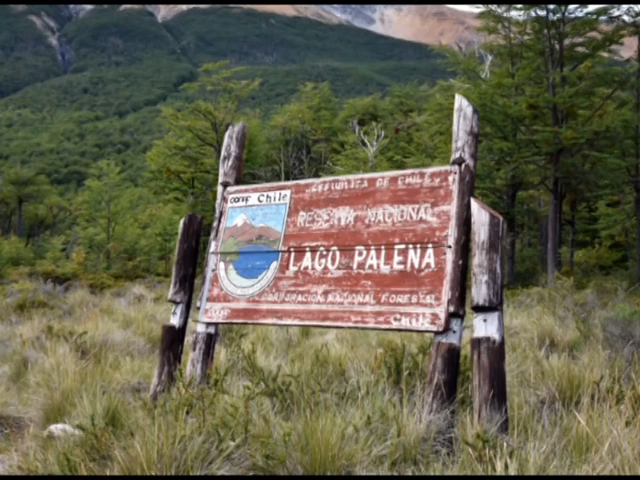 conaf Chile
REPUBLICA DE CHILE
RESERVA NACIONAL
LAGO PALENA
CORPORACION NACIONAL FORESTAL
Chile